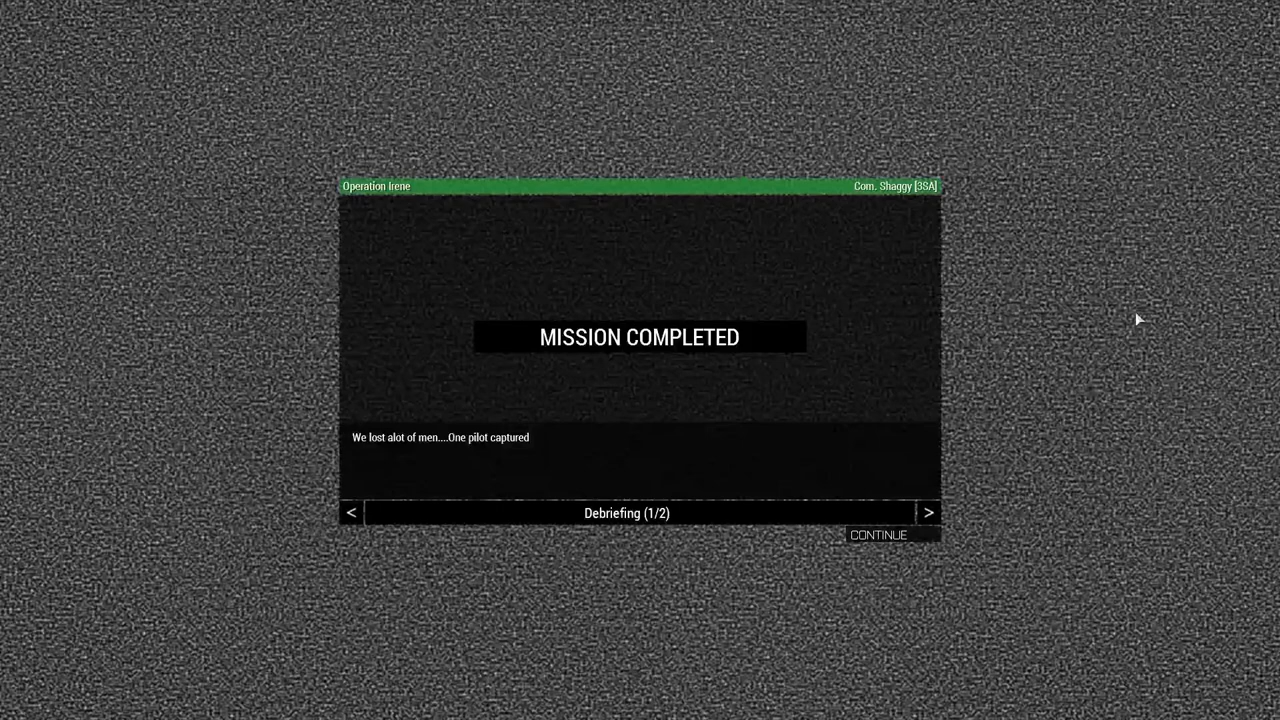 Operation Irene
Com. Shaggy [3SA]
MISSION COMPLETED
We lost alot of men....One pilot captured
< Debriefing (1/2) >
CONTINUE